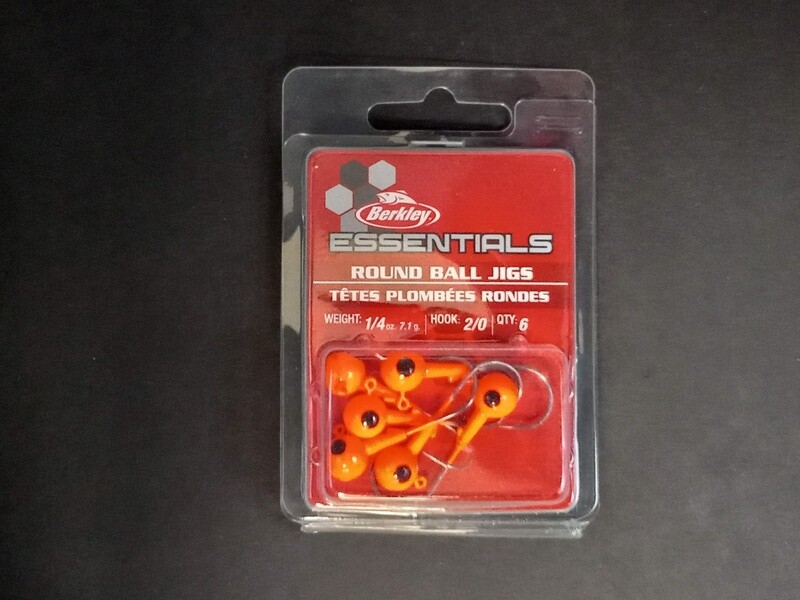 Berkley
ESSENTIALS
ROUND BALL JIGS
TÊTES PLOMBÉES RONDES
WEIGHT: 1/4 oz. 7.1 g. HOOK: 2/0 QTY: 6